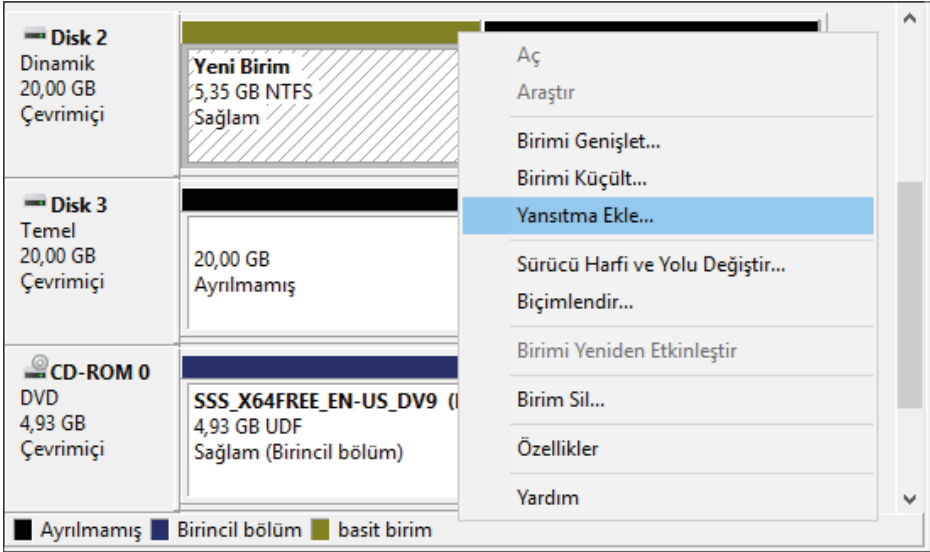 Disk 2
Dinamik
20,00 GB
Çevrimiçi
Yeni Birim
5,35 GB NTFS
Sağlam
Disk 3
Temel
20,00 GB
Çevrimiçi
20,00 GB
Ayrılmamış
CD-ROM 0
DVD
4,93 GB
Çevrimiçi
SSS_X64FREE_EN-US_DV9 (
4,93 GB UDF
Sağlam (Birincil bölüm)
Aç
Araştır
Birimi Genişlet...
Birimi Küçült...
Yansıtma Ekle...
Sürücü Harfi ve Yolu Değiştir...
Biçimlendir...
Birimi Yeniden Etkinleştir
Birim Sil...
Özellikler
Yardım
Ayrılmamış Birincil bölüm basit birim